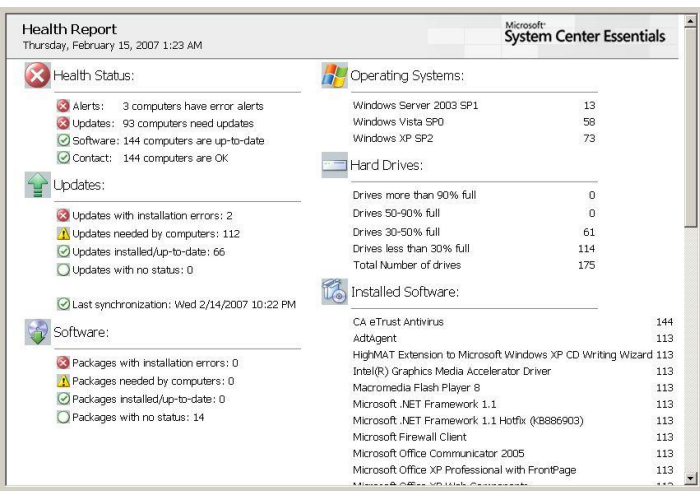 Health Report
Thursday, February 15, 2007 1:23 AM
Microsoft
System Center Essentials
Health Status:
Alerts: 3 computers have error alerts
Updates: 93 computers need updates
Software: 144 computers are up-to-date
Contact: 144 computers are OK
Updates:
Updates with installation errors: 2
Updates needed by computers: 112
Updates installed/up-to-date: 66
Updates with no status: 0
Last synchronization: Wed 2/14/2007 10:22 PM
Software:
Packages with installation errors: 0
Packages needed by computers: 0
Packages installed/up-to-date: 0
Packages with no status: 14
Operating Systems:
Windows Server 2003 SP1 13
Windows Vista SP0 58
Windows XP SP2 73
Hard Drives:
Drives more than 90% full 0
Drives 50-90% full 0
Drives 30-50% full 61
Drives less than 30% full 114
Total Number of drives 175
Installed Software:
CA eTrust Antivirus 144
AdtAgent 113
HighMAT Extension to Microsoft Windows XP CD Writing Wizard 113
Intel(R) Graphics Media Accelerator Driver 113
Macromedia Flash Player 8 113
Microsoft .NET Framework 1.1 113
Microsoft .NET Framework 1.1 Hotfix (KB886903) 113
Microsoft Firewall Client 113
Microsoft Office Communicator 2005 113
Microsoft Office XP Professional with FrontPage 113
Microsoft Office XP Web Components 113